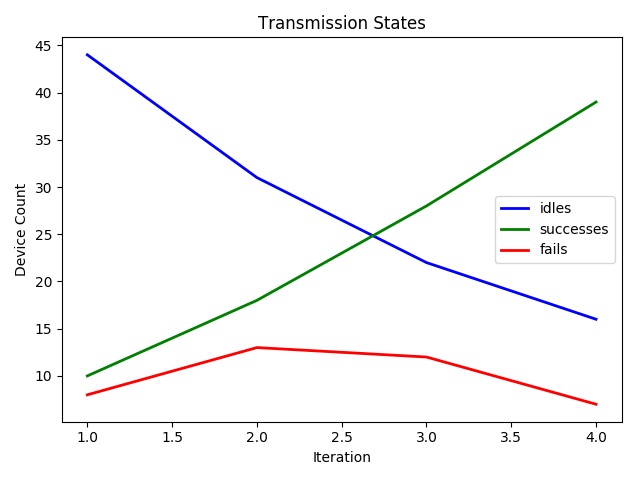 Transmission States
45
40
35
30
25
20
15
10
Device Count
idles
successes
fails
1.0 1.5 2.0 2.5 3.0 3.5 4.0
Iteration